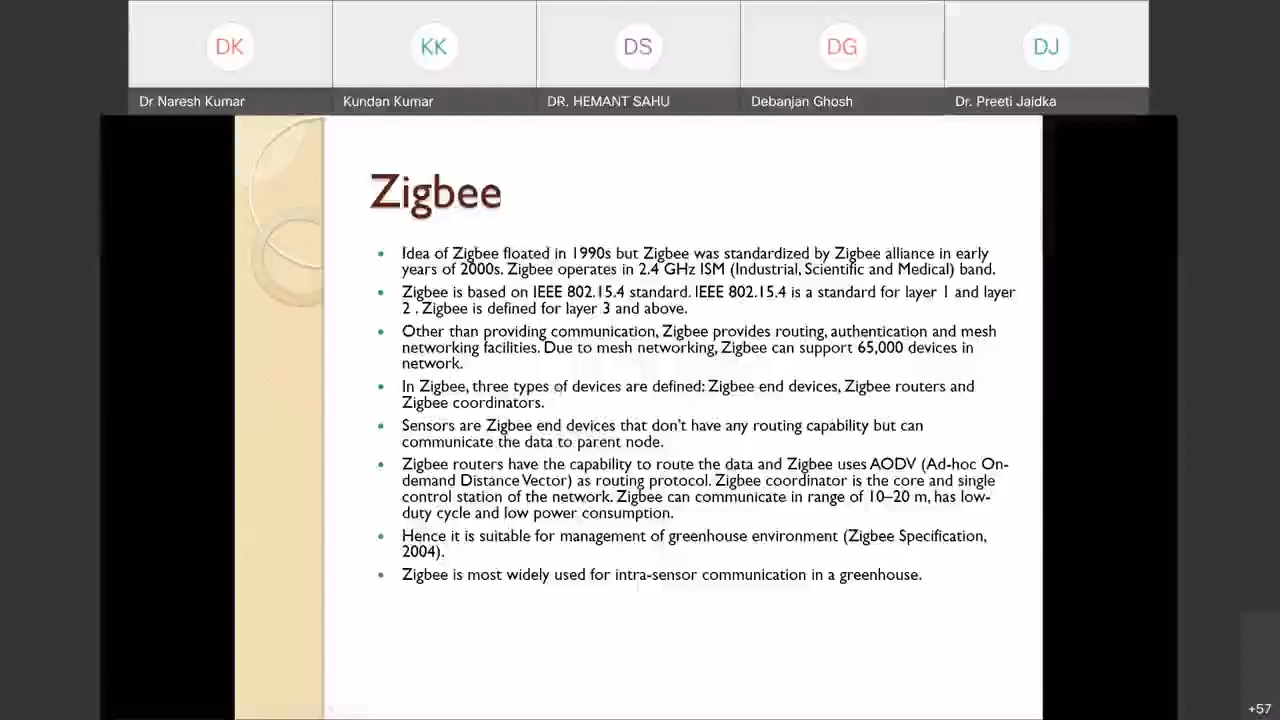 DK
KK
DS
DG
DJ
Dr Naresh Kumar
Kundan Kumar
DR. HEMANT SAHU
Debanjan Ghosh
Dr. Preeti Jaidka
Zigbee
• Idea of Zigbee floated in 1990s but Zigbee was standardized by Zigbee alliance in early
years of 2000s. Zigbee operates in 2.4 GHz ISM (Industrial, Scientific and Medical) band.
• Zigbee is based on IEEE 802.15.4 standard. IEEE 802.15.4 is a standard for layer 1 and layer
2 . Zigbee is defined for layer 3 and above.
• Other than providing communication, Zigbee provides routing, authentication and mesh
networking facilities. Due to mesh networking, Zigbee can support 65,000 devices in
network.
• In Zigbee, three types of devices are defined: Zigbee end devices, Zigbee routers and
Zigbee coordinators.
• Sensors are Zigbee end devices that don't have any routing capability but can
communicate the data to parent node.
• Zigbee routers have the capability to route the data and Zigbee uses AODV (Ad-hoc On-
demand Distance Vector) as routing protocol. Zigbee coordinator is the core and single
control station of the network. Zigbee can communicate in range of 10–20 m, has low-
duty cycle and low power consumption.
• Hence it is suitable for management of greenhouse environment (Zigbee Specification,
2004).
• Zigbee is most widely used for intra-sensor communication in a greenhouse.
+57